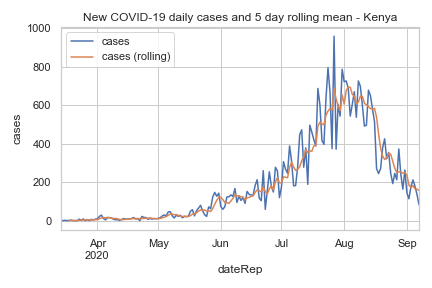 New COVID-19 daily cases and 5 day rolling mean - Kenya
cases
cases (rolling)
1000
800
600
400
200
0
cases
Apr
2020
May
Jun
Jul
Aug
Sep
dateRep